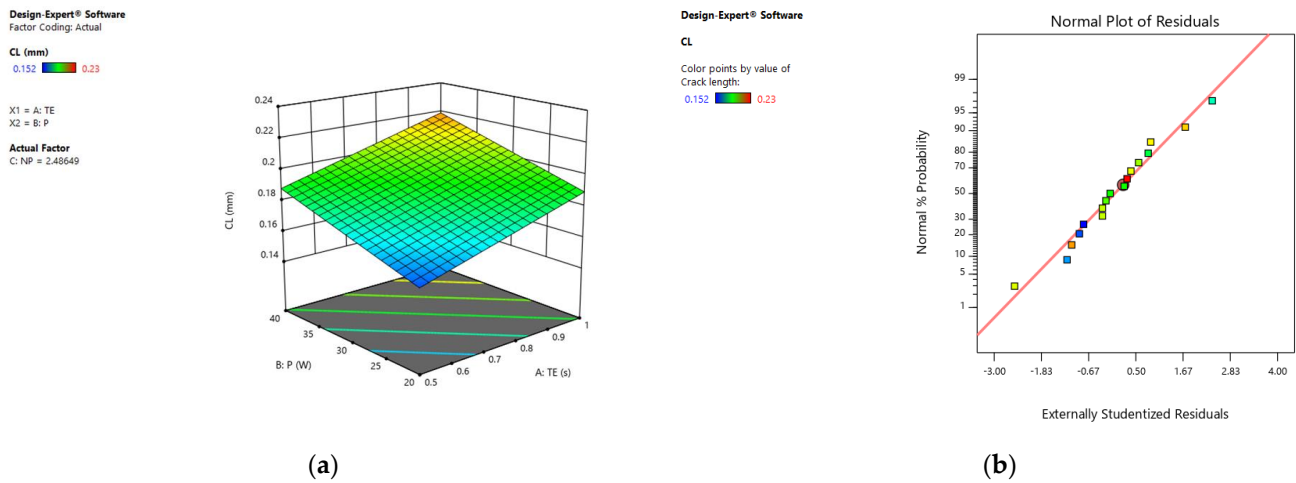 Design-Expert® Software
Factor Coding: Actual
CL (mm)
0.152 0.23
X1 = A: TE
X2 = B: P
Actual Factor
C: NP = 2.48649
0.24
0.22
0.2
0.18
0.16
0.14
CL (mm)
40
35
30
25
20
B: P (W)
0.5
0.6
0.7
0.8
0.9
1
A: TE (s)
(a)
Design-Expert® Software
CL
Color points by value of
Crack length:
0.152 0.23
Normal Plot of Residuals
Normal % Probability
99
95
90
80
70
50
30
20
10
5
1
-3.00 -1.83 -0.67 0.50 1.67 2.83 4.00
Externally Studentized Residuals
(b)